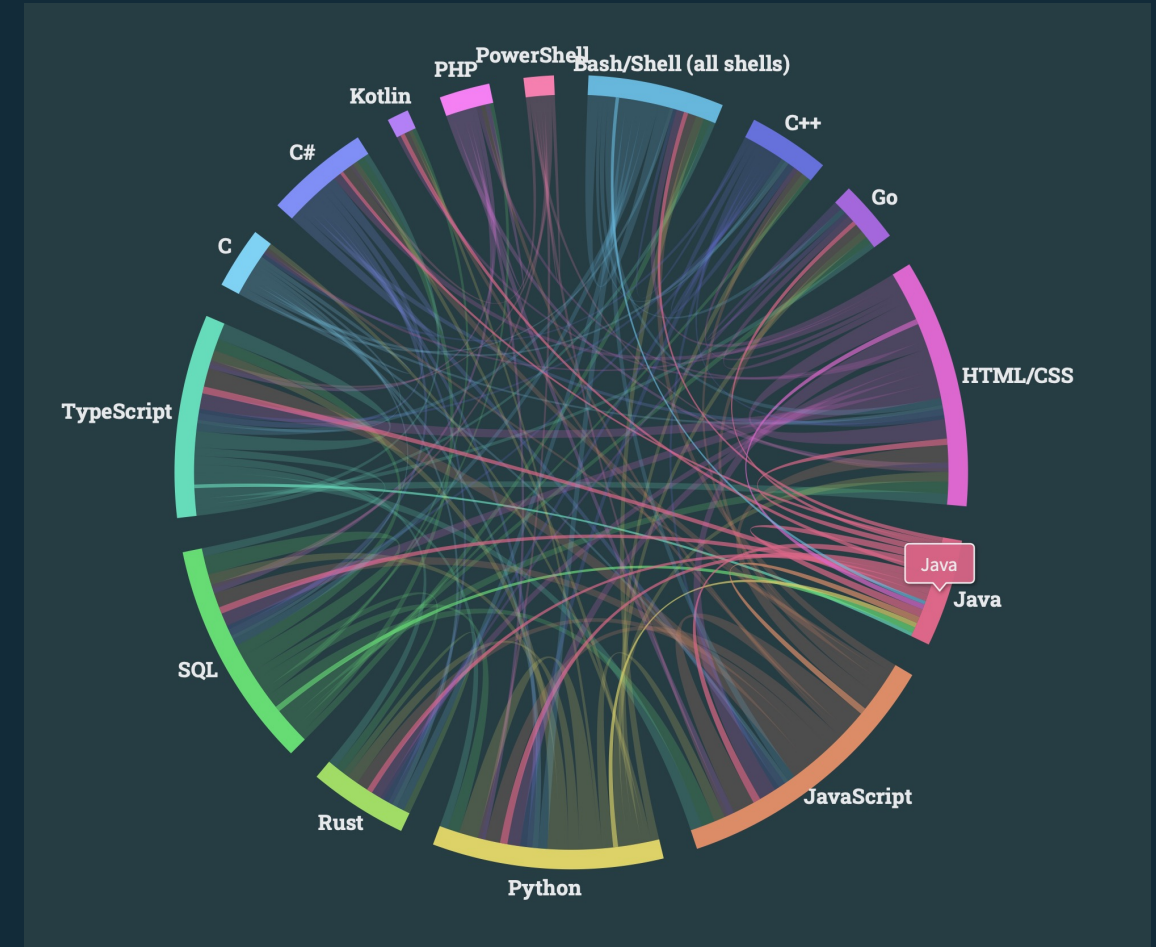 PowerShell
Bash/Shell (all shells)
PHP
Kotlin
C++
C#
Go
C
HTML/CSS
TypeScript
Java
Java
SQL
JavaScript
Rust
Python